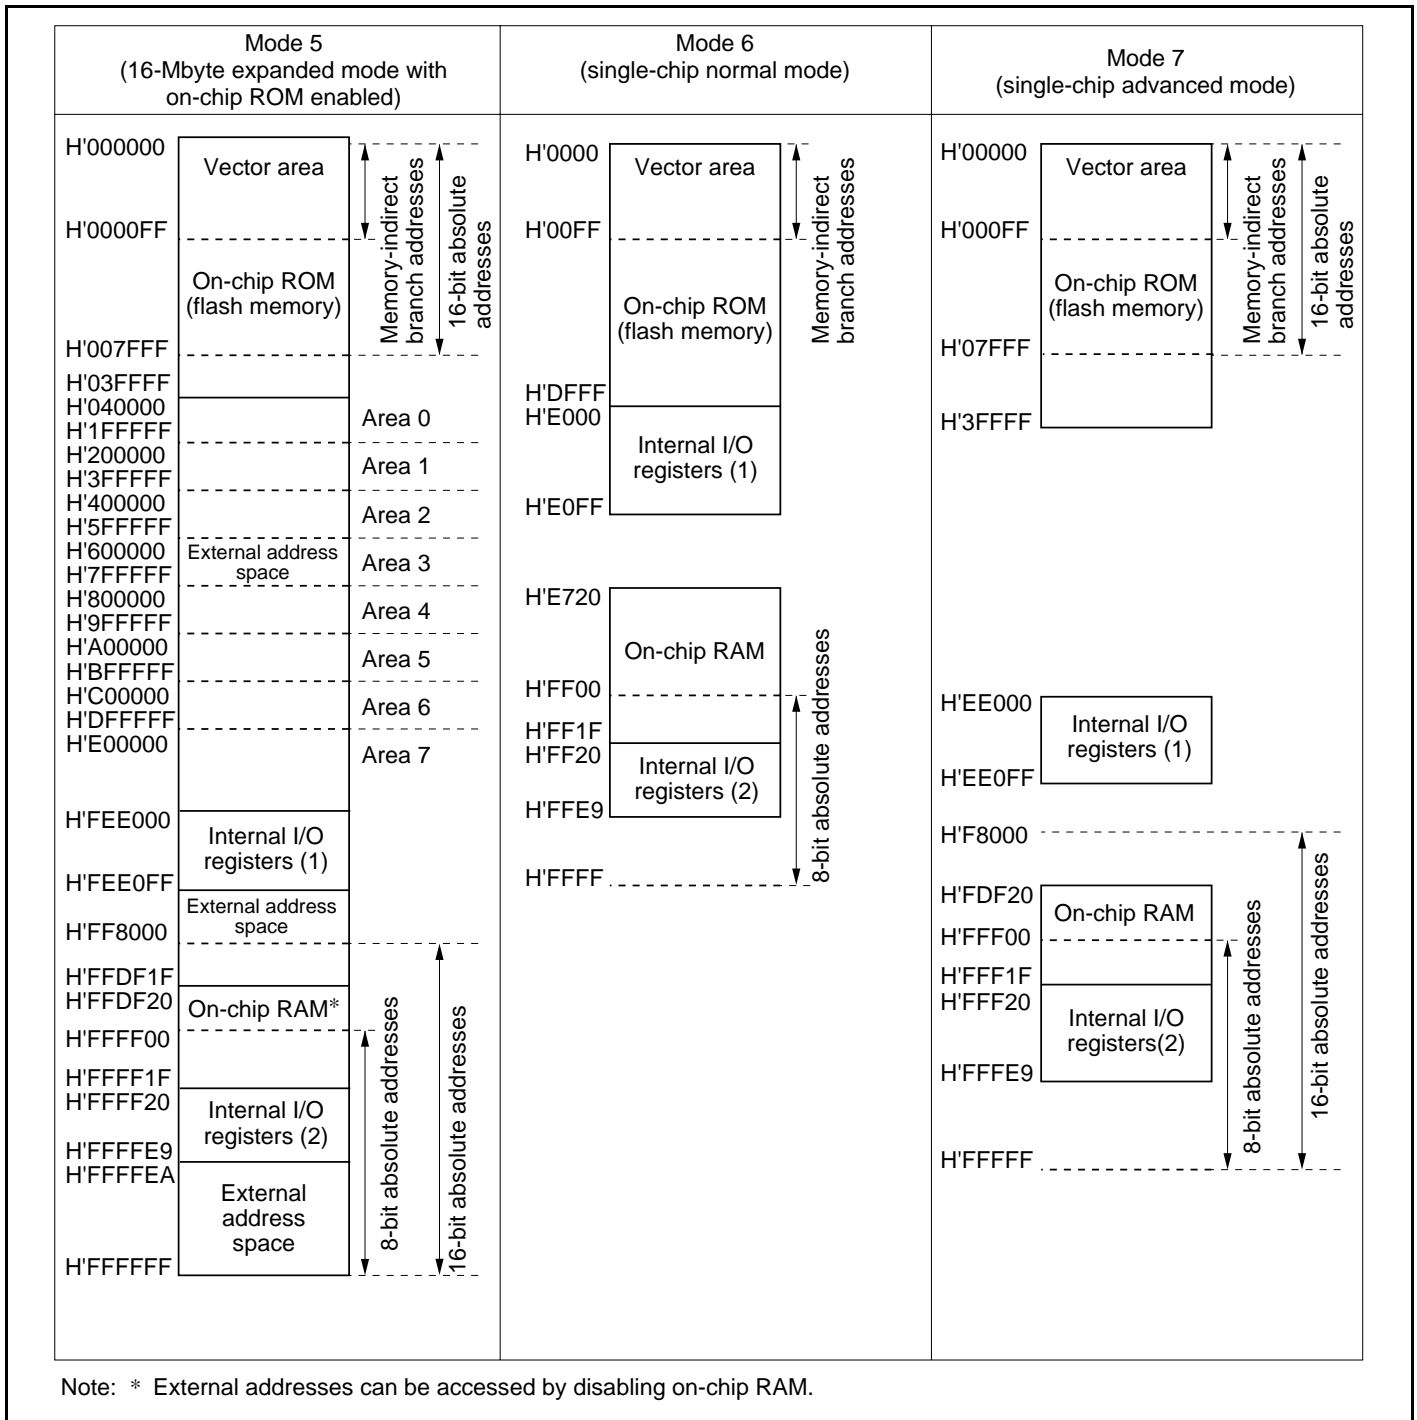 Mode 5
(16-Mbyte expanded mode with
on-chip ROM enabled)
H'000000
Vector area
H'0000FF
On-chip ROM
(flash memory)
Memory-indirect
branch addresses
16-bit absolute
addresses
H'007FFF
H'03FFFF
H'040000
Area 0
H'1FFFFF
H'200000
Area 1
H'3FFFFF
H'400000
Area 2
H'5FFFFF
H'600000
External address
space
Area 3
H'7FFFFF
H'800000
Area 4
H'9FFFFF
H'A00000
Area 5
H'BFFFFF
H'C00000
Area 6
H'DFFFFF
H'E00000
Area 7
H'FEE000
Internal I/O
registers (1)
H'FEE0FF
External address
space
H'FF8000
H'FFDF1F
H'FFDF20
On-chip RAM*
H'FFFF00
H'FFFF1F
H'FFFF20
Internal I/O
registers (2)
H'FFFFE9
H'FFFFEA
External
address
space
H'FFFFFF
8-bit absolute addresses
16-bit absolute addresses
Mode 6
(single-chip normal mode)
H'0000
Vector area
H'00FF
On-chip ROM
(flash memory)
Memory-indirect
branch addresses
H'DFFF
H'E000
Internal I/O
registers (1)
H'E0FF
H'E720
On-chip RAM
H'FF00
H'FF1F
H'FF20
Internal I/O
registers (2)
H'FFE9
H'FFFF
8-bit absolute addresses
Mode 7
(single-chip advanced mode)
H'00000
Vector area
H'000FF
On-chip ROM
(flash memory)
Memory-indirect
branch addresses
16-bit absolute
addresses
H'07FFF
H'3FFFF
H'EE000
Internal I/O
registers (1)
H'EE0FF
H'F8000
H'FDF20
On-chip RAM
H'FFF00
H'FFF1F
H'FFF20
Internal I/O
registers(2)
H'FFFE9
H'FFFFF
8-bit absolute addresses
16-bit absolute addresses
Note: * External addresses can be accessed by disabling on-chip RAM.